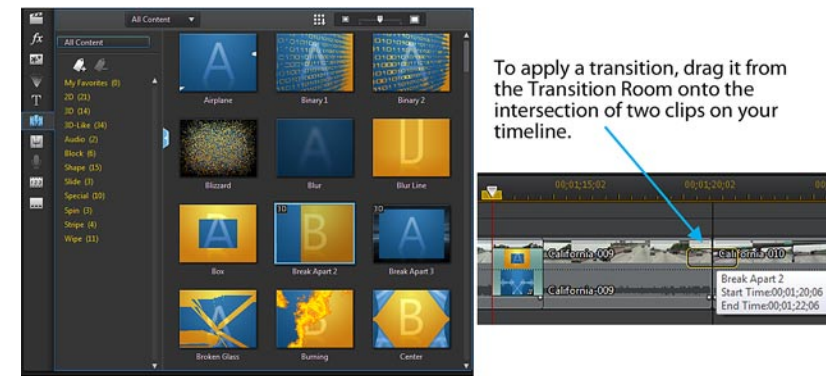 All Content
fx
All Content
T
My Favorites (0)
2D (21)
3D (14)
3D-Like (34)
Audio (2)
Block (6)
Shape (15)
Slide (3)
Special (10)
Spin (3)
Stripe (4)
Wipe (11)
A
Airplane
Binary 1
Binary 2
Blizzard
A
Blur
U
Blur Line
A
Box
3D
B
Break Apart 2
3D
A
Break Apart 3
A
Broken Glass
B
Burning
B
Center
To apply a transition, drag it from
the Transition Room onto the
intersection of two clips on your
timeline.
00;01;15;02
00;01;20;02
00
California-009
California-010
California-009
Break Apart 2
Start Time:00;01;20;06
End Time:00;01;22;06